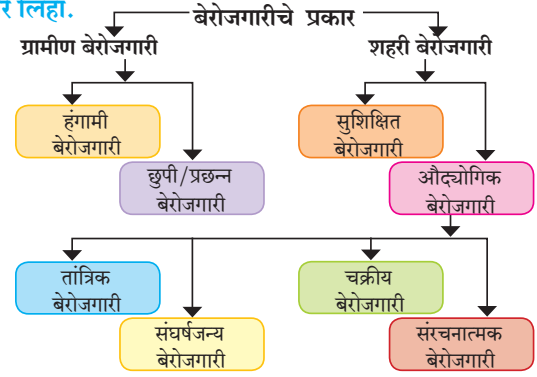 र लिहा.
बेरोजगारीचे प्रकार
ग्रामीण बेरोजगारी
शहरी बेरोजगारी
हंगामी
बेरोजगारी
छुपी/प्रछन्न
बेरोजगारी
सुशिक्षित
बेरोजगारी
औद्योगिक
बेरोजगारी
तांत्रिक
बेरोजगारी
संघर्षजन्य
बेरोजगारी
चक्रीय
बेरोजगारी
संरचनात्मक
बेरोजगारी